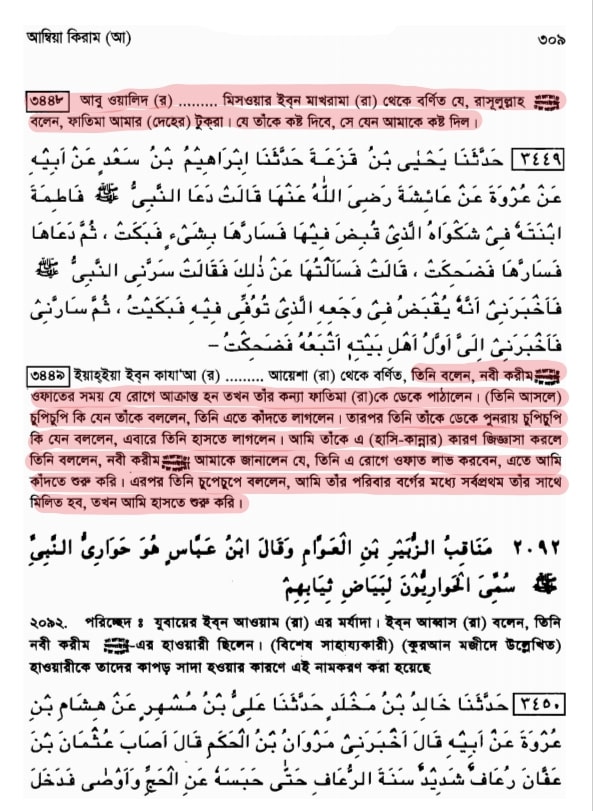 আম্বিয়া কিরাম (আ) ৩০৯
৩৪৪৮ আবু ওয়ালিদ (র) ......... মিসওয়ার ইব্‌ন মাখরামা (রা) থেকে বর্ণিত যে, রাসূলুল্লাহ ﷺ
বলেন, ফাতিমা আমার (দেহের) টুক্‌রা। যে তাঁকে কষ্ট দিবে, সে যেন আমাকে কষ্ট দিল।
٣٤٤٩ حَدَّثَنَا يَحْيٰى بْنُ قَزَعَةَ حَدَّثَنَا اِبْرَاهِيْمُ بْنُ سَعْدٍ عَنْ اَبِيْهِ
عَنْ عُرْوَةَ عَنْ عَائِشَةَ رَضِىَ اللّٰهُ عَنْهَا قَالَتْ دَعَا النَّبِىُّ ﷺ فَاطِمَةَ
ابْنَتَهُ فِىْ شَكْوَاهُ الَّذِىْ قُبِضَ فِيْهَا فَسَارَّهَا بِشَىْءٍ فَبَكَتْ ، ثُمَّ دَعَاهَا
فَسَارَّهَا فَضَحِكَتْ ، قَالَتْ فَسَاَلْتُهَا عَنْ ذٰلِكَ فَقَالَتْ سَرَّنِى النَّبِىُّ ﷺ
فَاَخْبَرَنِىْ اَنَّهُ يُقْبَضُ فِىْ وَجَعِهِ الَّذِىْ تُوُفِّىَ فِيْهِ فَبَكَيْتُ ، ثُمَّ سَارَّنِىْ
فَاَخْبَرَنِىْ اَنِّىْ اَوَّلُ اَهْلِ بَيْتِهِ اَتْبَعُهُ فَضَحِكْتُ –
৩৪৪৯ ইয়াহ্‌ইয়া ইব্‌ন কাযা'আ (র) ......... আয়েশা (রা) থেকে বর্ণিত, তিনি বলেন, নবী করীম ﷺ
ওফাতের সময় যে রোগে আক্রান্ত হন তখন তাঁর কন্যা ফাতিমা (রা)কে ডেকে পাঠালেন। (তিনি আসলে)
চুপিচুপি কি যেন তাঁকে বললেন, তিনি এতে কাঁদতে লাগলেন। তারপর তিনি তাঁকে ডেকে পুনরায় চুপিচুপি
কি যেন বললেন, এবারে তিনি হাসতে লাগলেন। আমি তাঁকে এ (হাসি-কান্নার) কারণ জিজ্ঞাসা করলে
তিনি বললেন, নবী করীম ﷺ আমাকে জানালেন যে, তিনি এ রোগে ওফাত লাভ করবেন, এতে আমি
কাঁদতে শুরু করি। এরপর তিনি চুপেচুপে বললেন, আমি তাঁর পরিবার বর্গের মধ্যে সর্বপ্রথম তাঁর সাথে
মিলিত হব, তখন আমি হাসতে শুরু করি।
٢٠٩٢ مَنَاقِبُ الزُّبَيْرِ بْنِ الْعَوَّامِ وَقَالَ ابْنُ عَبَّاسٍ هُوَ حَوَارِىُّ النَّبِىِّ
ﷺ سُمِّىَ الْحَوَارِيُّوْنَ لِبَيَاضِ ثِيَابِهِمْ
২০৯২. পরিচ্ছেদ ঃ যুবায়ের ইব্‌ন আওয়াম (রা) এর মর্যাদা। ইব্‌ন আব্বাস (রা) বলেন, তিনি
নবী করীম ﷺ-এর হাওয়ারী ছিলেন। (বিশেষ সাহায্যকারী) (কুরআন মজীদে উল্লেখিত)
হাওয়ারীকে তাদের কাপড় সাদা হওয়ার কারণে এই নামকরণ করা হয়েছে
٣٤٥٠ حَدَّثَنَا خَالِدُ بْنُ مَخْلَدٍ حَدَّثَنَا عَلِىُّ بْنُ مُسْهِرٍ عَنْ هِشَامِ بْنِ
عُرْوَةَ عَنْ اَبِيْهِ قَالَ اَخْبَرَنِىْ مَرْوَانُ بْنُ الْحَكَمِ قَالَ اَصَابَ عُثْمَانَ بْنَ
عَفَّانَ رُعَافٌ شَدِيْدٌ سَنَةَ الرُّعَافِ حَتّٰى حَبَسَهُ عَنِ الْحَجِّ وَاَوْصٰى فَدَخَلَ